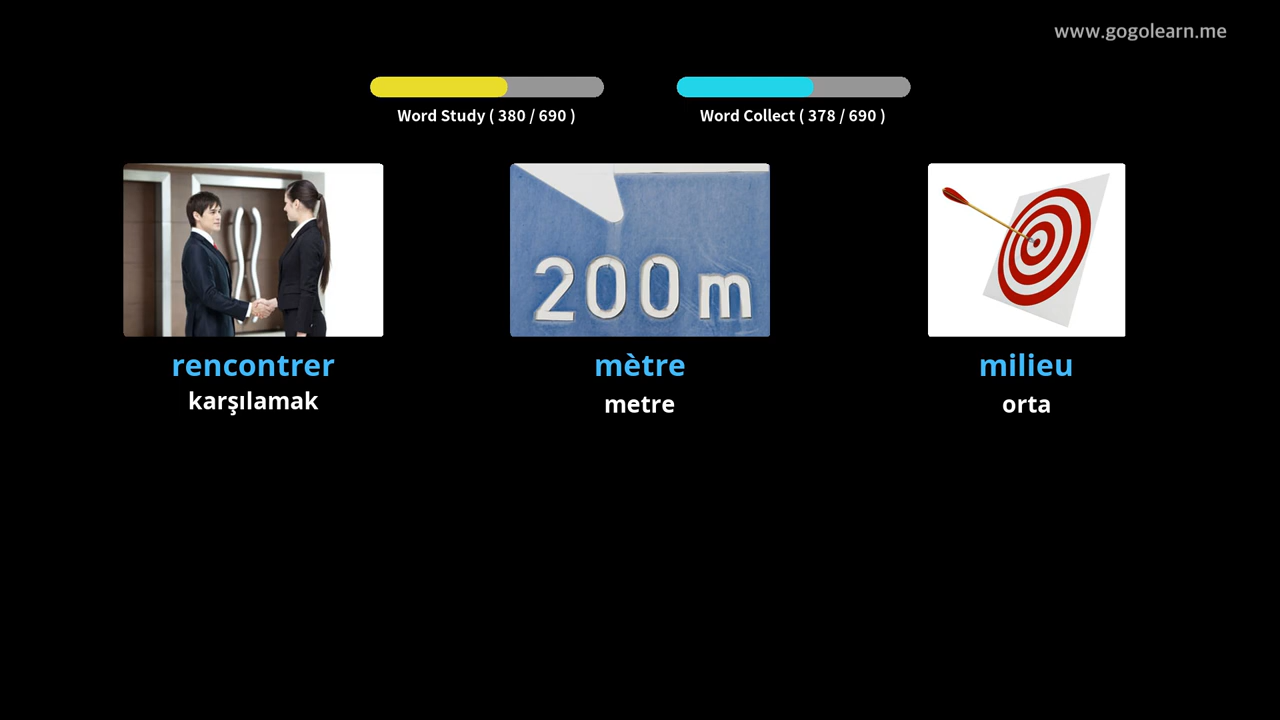 www.gogolearn.me
Word Study ( 380 / 690 )
Word Collect ( 378 / 690 )
200 m
rencontrer
karşılamak
mètre
metre
milieu
orta